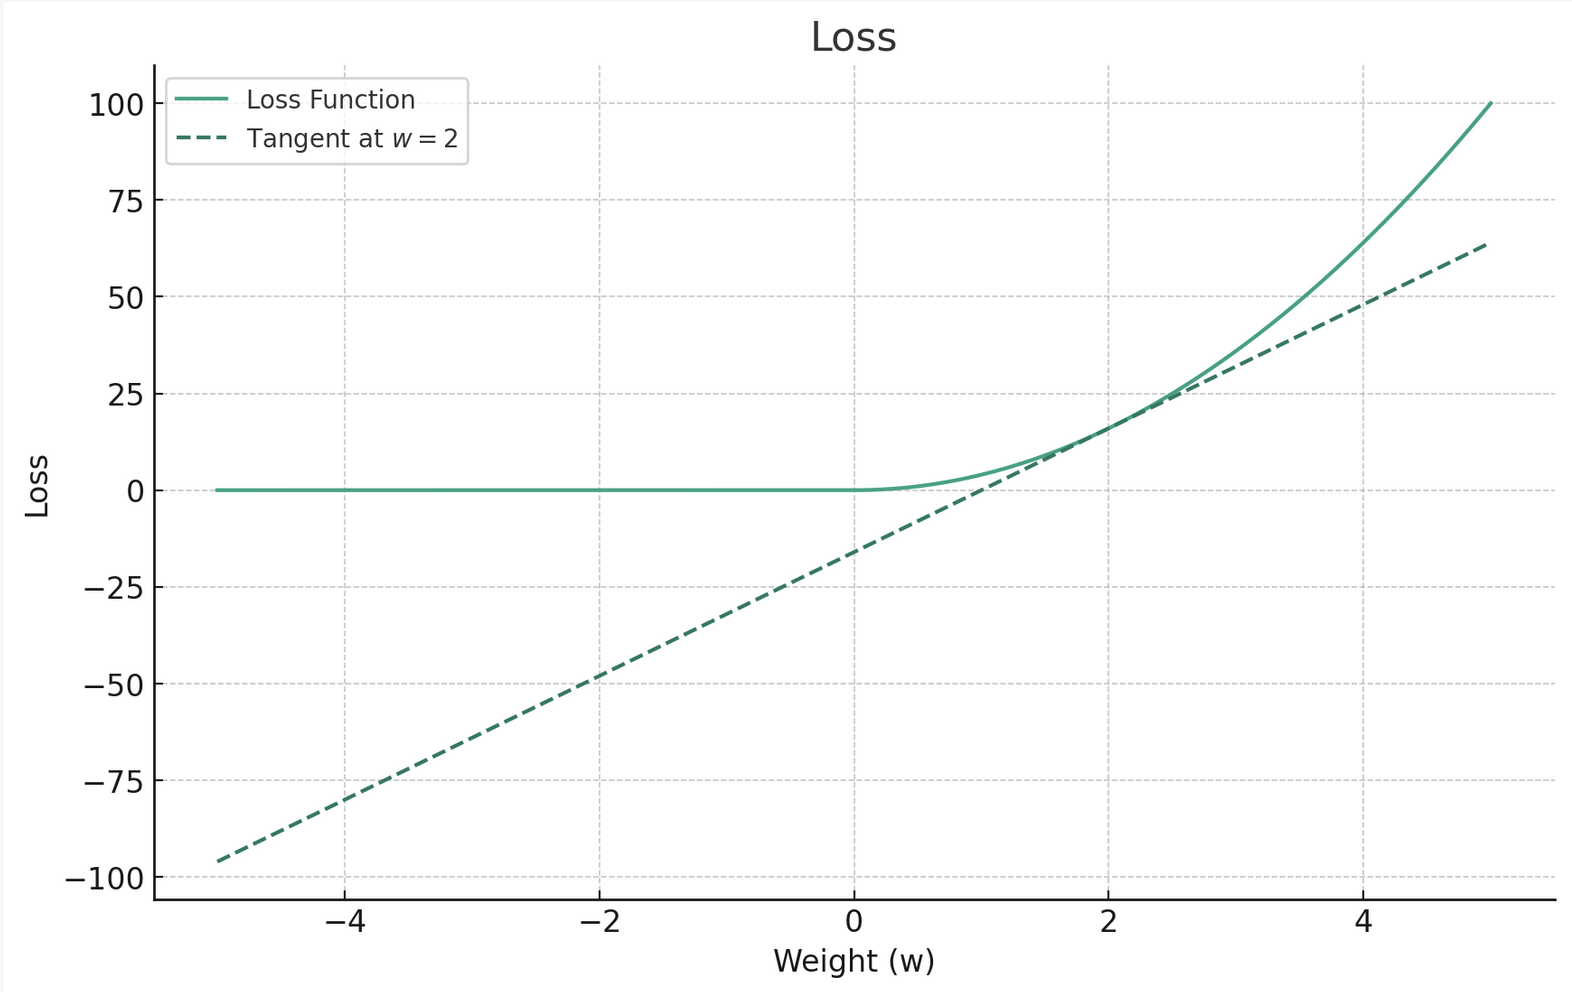 Loss
Loss Function
Tangent at w = 2
100
75
50
25
0
−25
−50
−75
−100
Loss
−4
−2
0
2
4
Weight (w)